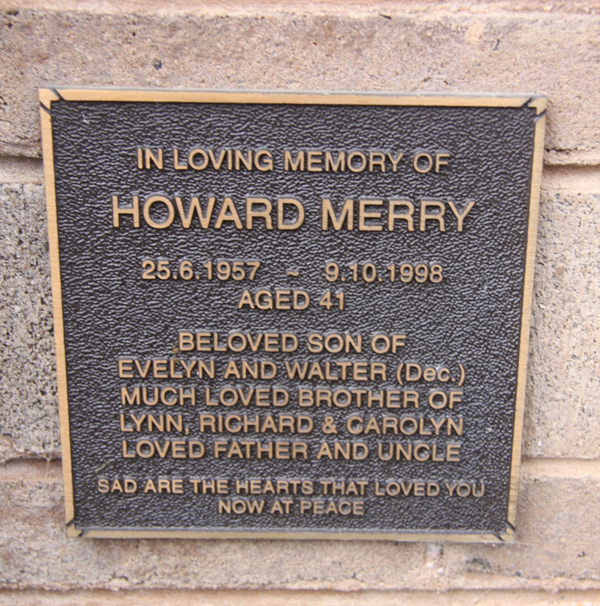 IN LOVING MEMORY OF
HOWARD MERRY
25.6.1957 ~ 9.10.1998
AGED 41
BELOVED SON OF
EVELYN AND WALTER (Dec.)
MUCH LOVED BROTHER OF
LYNN, RICHARD & CAROLYN
LOVED FATHER AND UNCLE
SAD ARE THE HEARTS THAT LOVED YOU
NOW AT PEACE